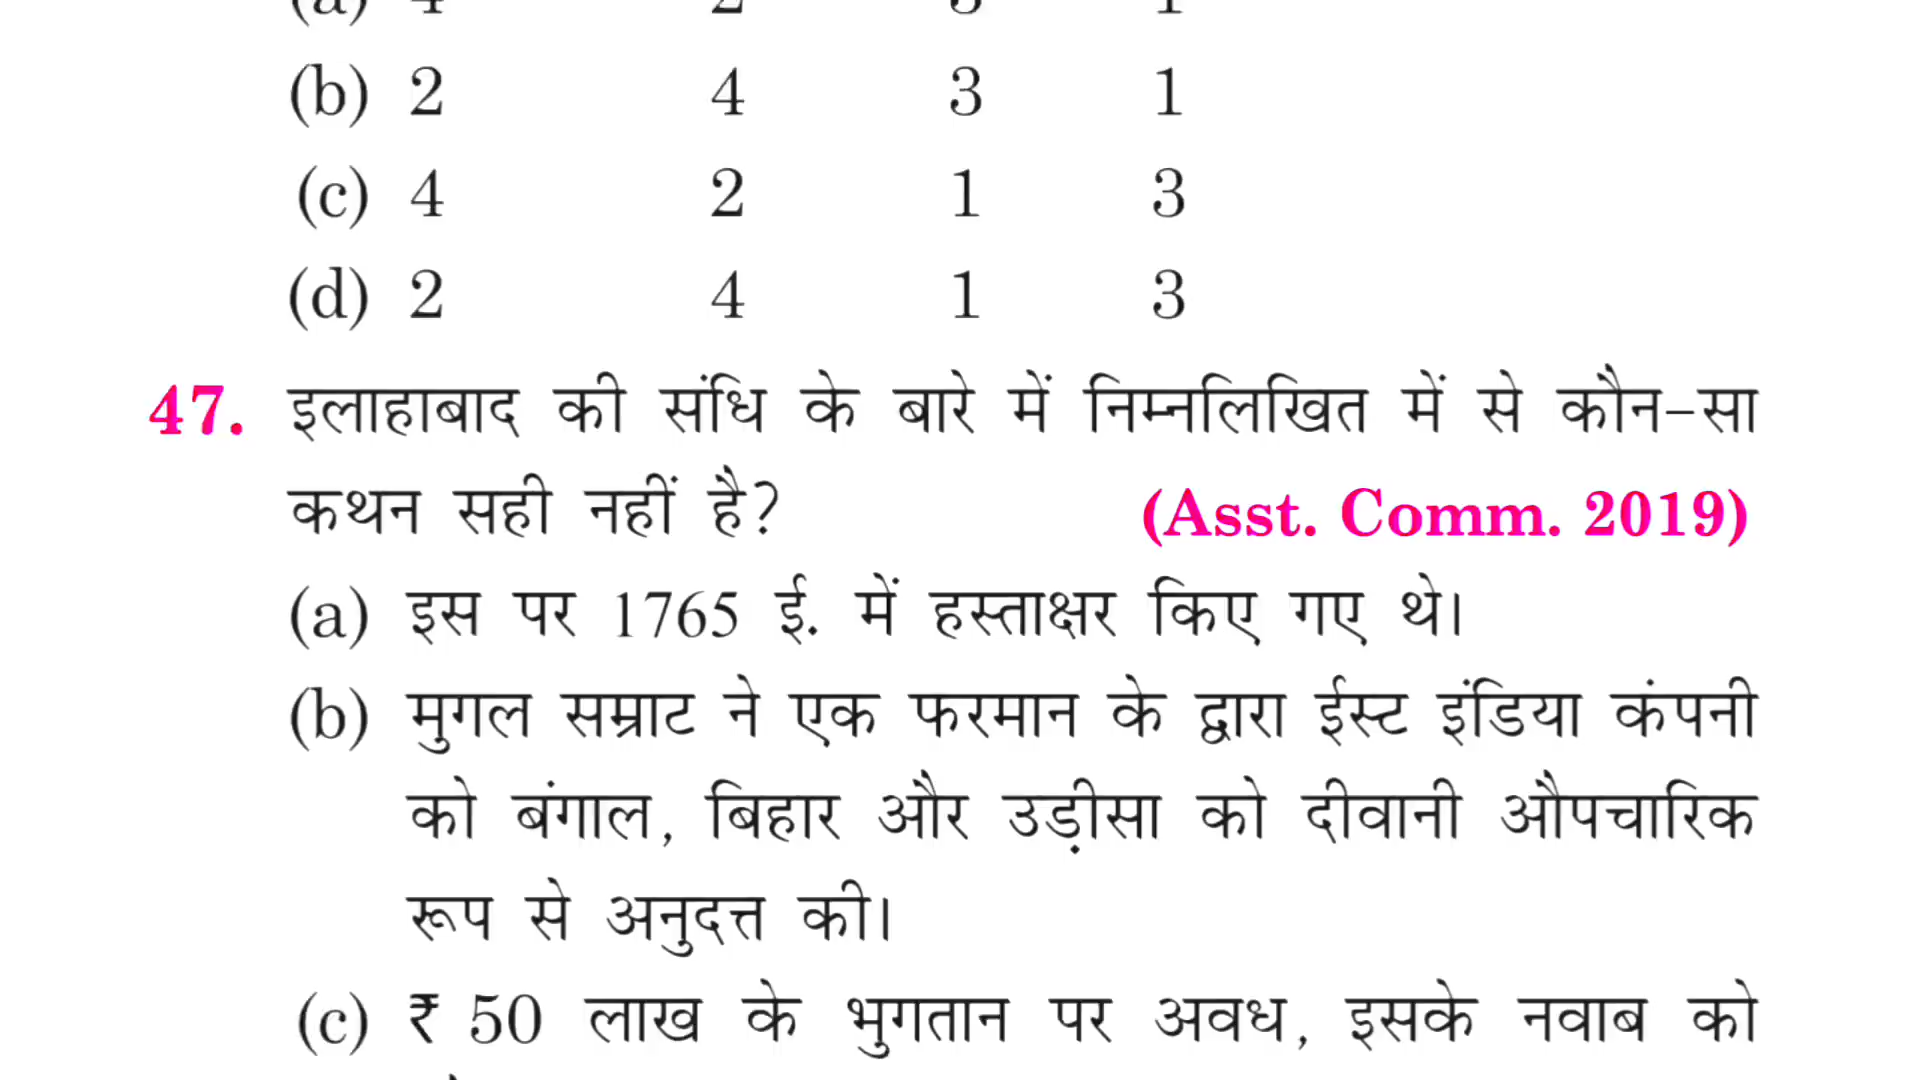 (b) 2 4 3 1
(c) 4 2 1 3
(d) 2 4 1 3
47. इलाहाबाद की संधि के बारे में निम्नलिखित में से कौन-सा
कथन सही नहीं है? (Asst. Comm. 2019)
(a) इस पर 1765 ई. में हस्ताक्षर किए गए थे।
(b) मुगल सम्राट ने एक फरमान के द्वारा ईस्ट इंडिया कंपनी
को बंगाल, बिहार और उड़ीसा को दीवानी औपचारिक
रूप से अनुदत्त की।
(c) ₹ 50 लाख के भुगतान पर अवध, इसके नवाब को